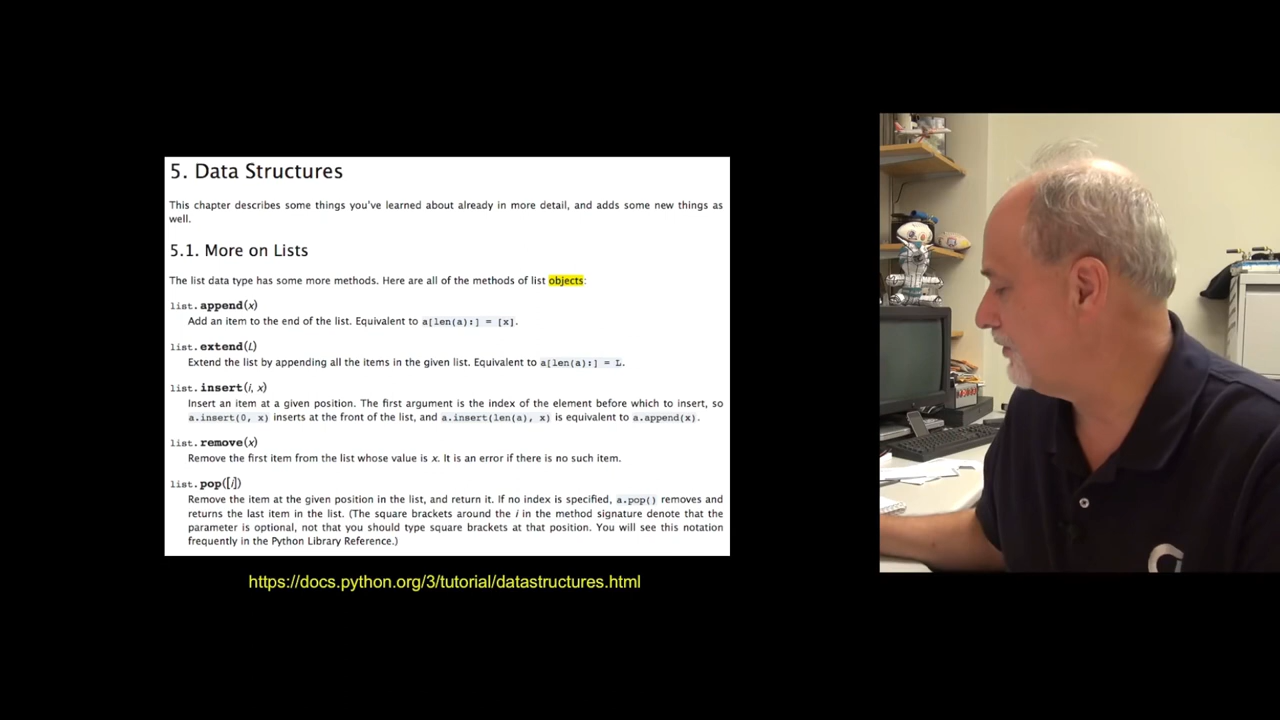 5. Data Structures
This chapter describes some things you've learned about already in more detail, and adds some new things as
well.
5.1. More on Lists
The list data type has some more methods. Here are all of the methods of list objects:
list.append(x)
Add an item to the end of the list. Equivalent to a[len(a):] = [x].
list.extend(L)
Extend the list by appending all the items in the given list. Equivalent to a[len(a):] = L.
list.insert(i, x)
Insert an item at a given position. The first argument is the index of the element before which to insert, so
a.insert(0, x) inserts at the front of the list, and a.insert(len(a), x) is equivalent to a.append(x).
list.remove(x)
Remove the first item from the list whose value is x. It is an error if there is no such item.
list.pop([i])
Remove the item at the given position in the list, and return it. If no index is specified, a.pop() removes and
returns the last item in the list. (The square brackets around the i in the method signature denote that the
parameter is optional, not that you should type square brackets at that position. You will see this notation
frequently in the Python Library Reference.)
https://docs.python.org/3/tutorial/datastructures.html